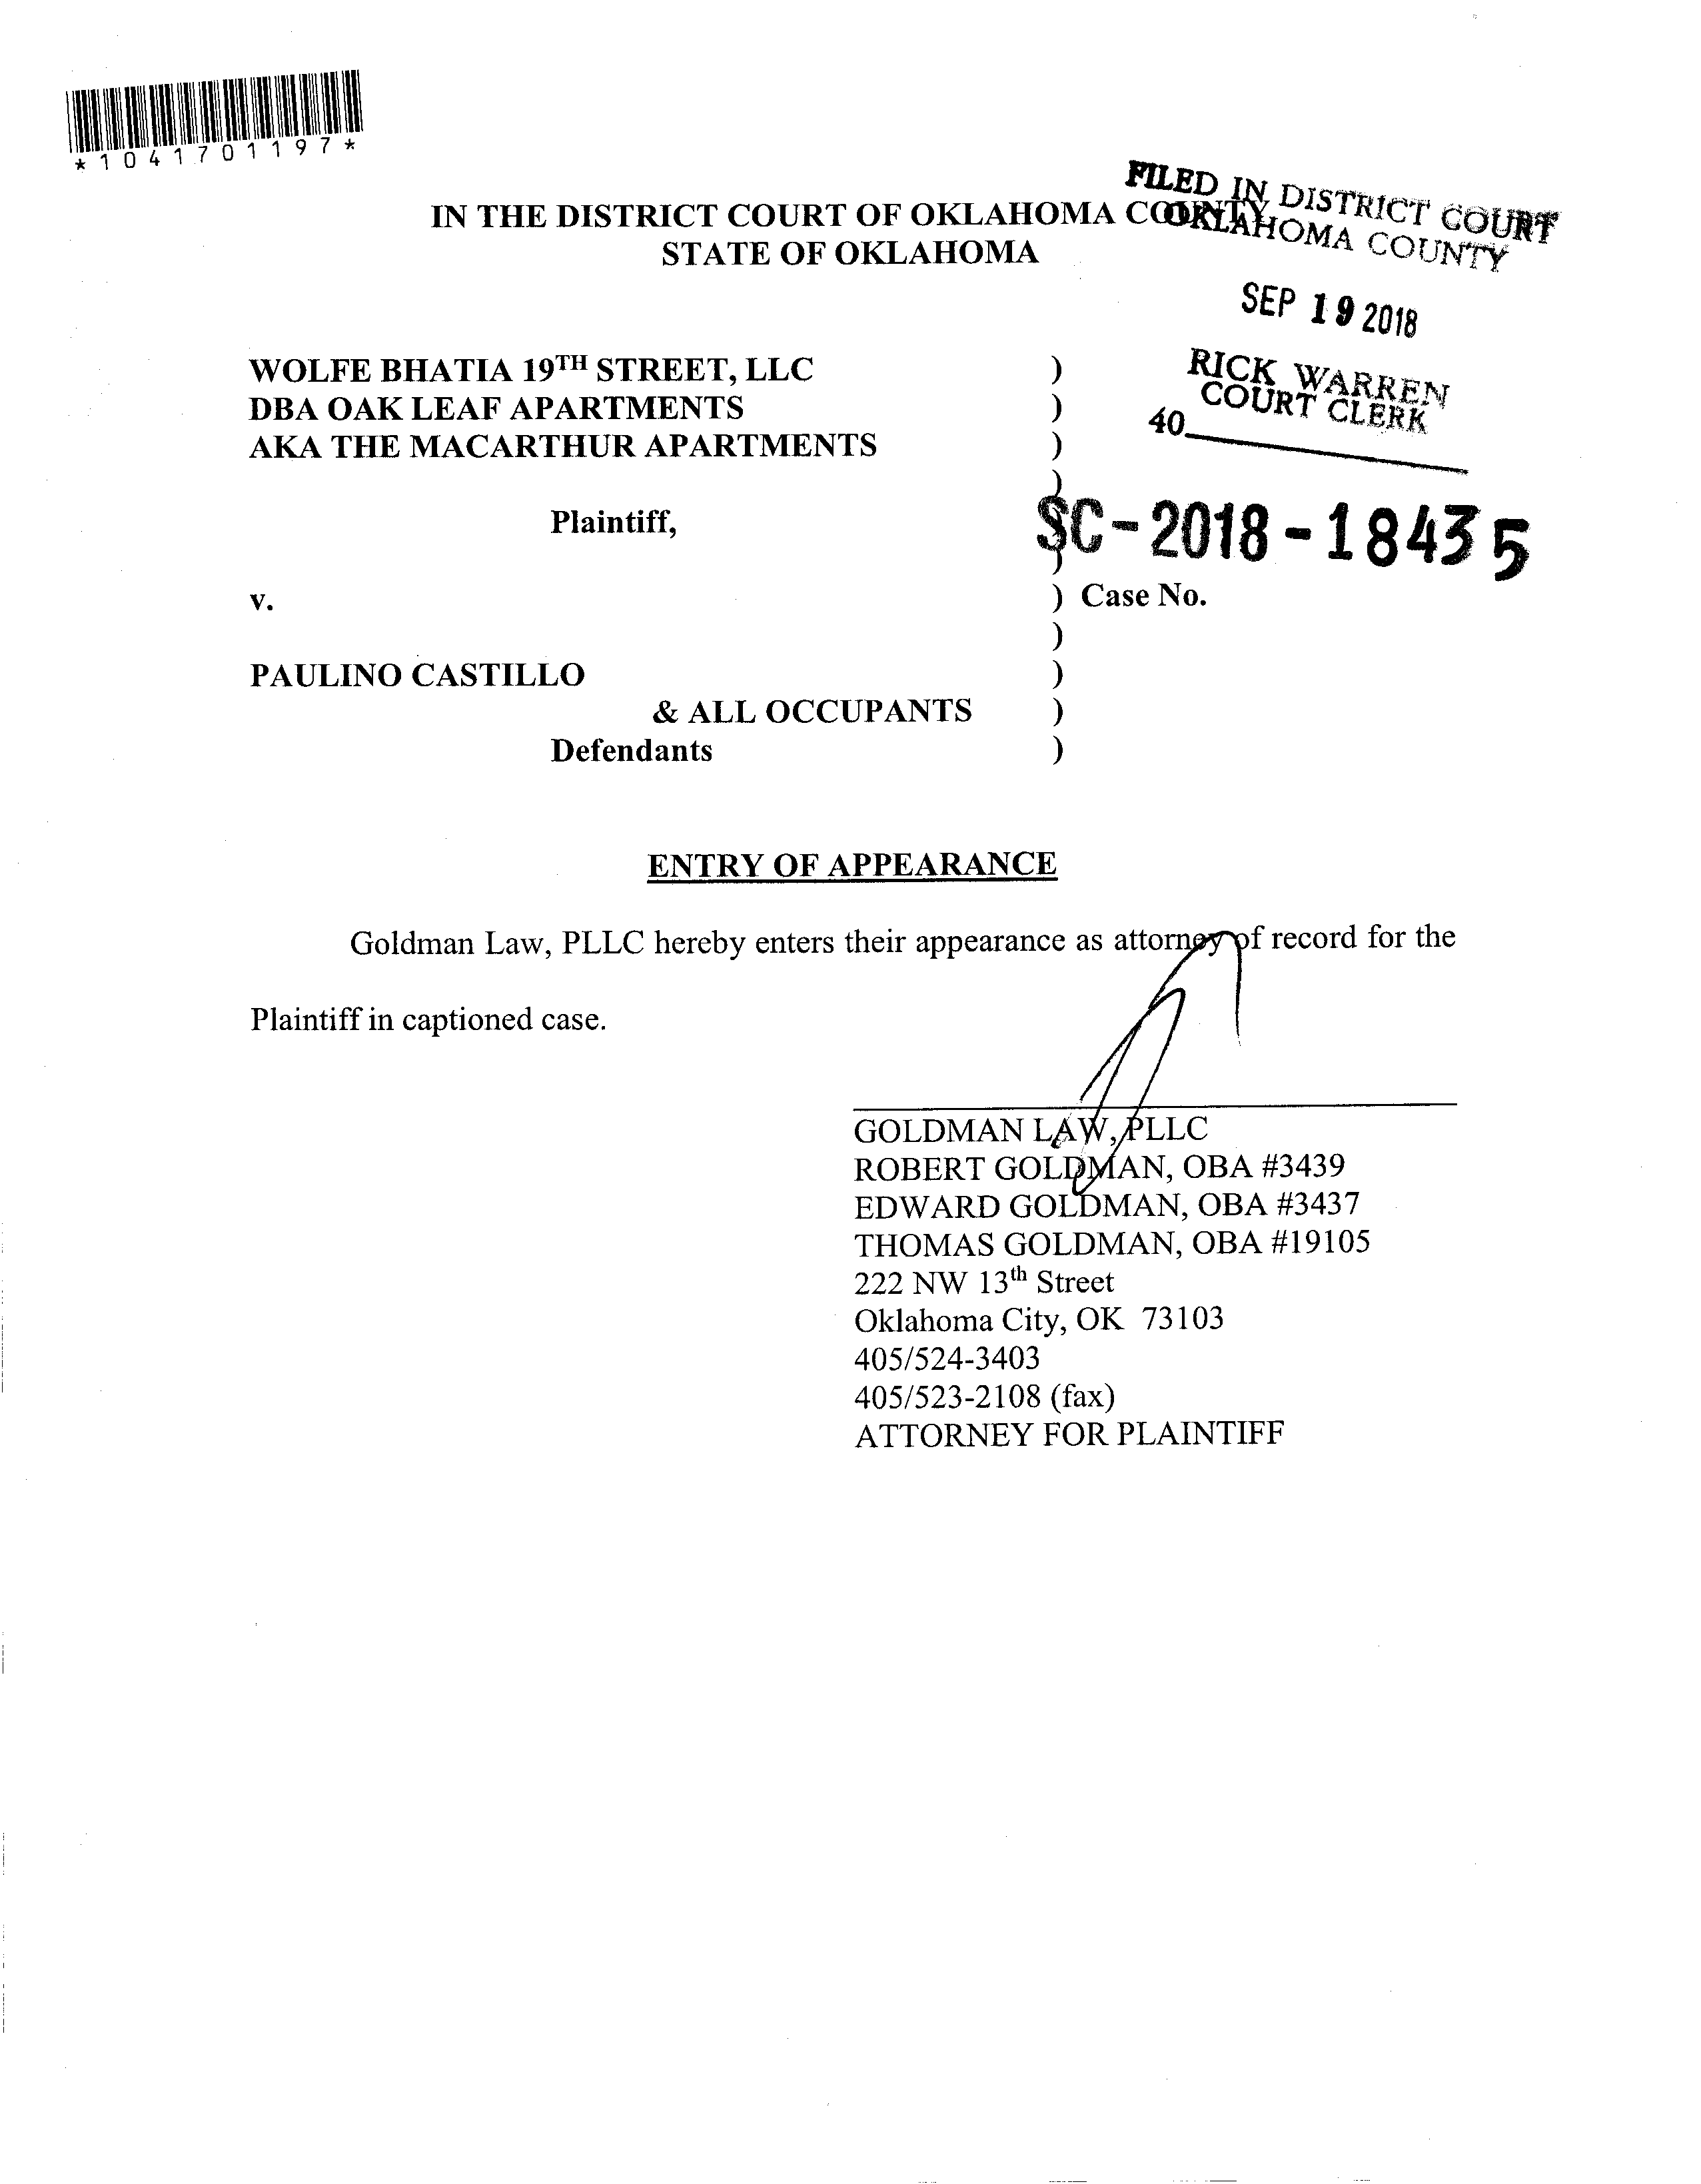 *1041701197*
FILED IN DISTRICT COURT
OKLAHOMA COUNTY
IN THE DISTRICT COURT OF OKLAHOMA COUNTY
STATE OF OKLAHOMA
SEP 19 2018
RICK WARREN
COURT CLERK
40
WOLFE BHATIA 19TH STREET, LLC )
DBA OAK LEAF APARTMENTS )
AKA THE MACARTHUR APARTMENTS )
)
Plaintiff, )
SC-2018-18435
)
v. ) Case No.
)
PAULINO CASTILLO )
& ALL OCCUPANTS )
Defendants )
ENTRY OF APPEARANCE
Goldman Law, PLLC hereby enters their appearance as attorney of record for the
Plaintiff in captioned case.
GOLDMAN LAW, PLLC
ROBERT GOLDMAN, OBA #3439
EDWARD GOLDMAN, OBA #3437
THOMAS GOLDMAN, OBA #19105
222 NW 13th Street
Oklahoma City, OK 73103
405/524-3403
405/523-2108 (fax)
ATTORNEY FOR PLAINTIFF